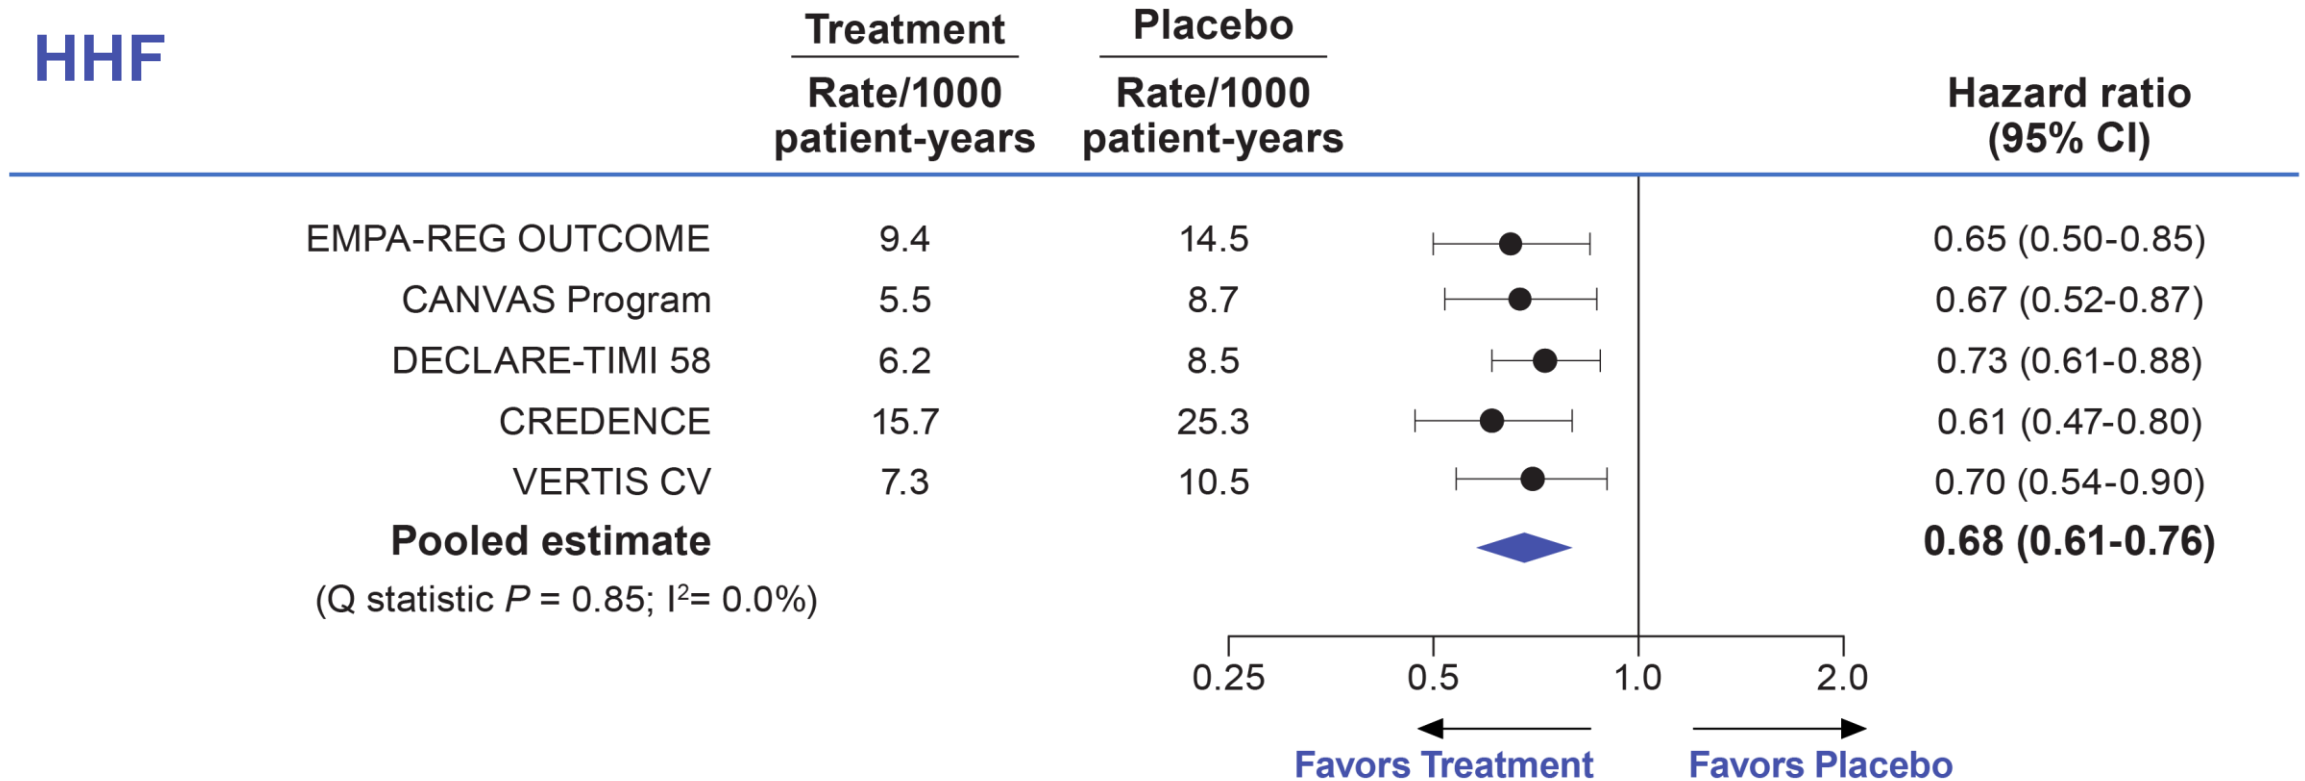 HHF
Treatment Placebo
Rate/1000 Rate/1000 Hazard ratio
patient-years patient-years (95% CI)
EMPA-REG OUTCOME 9.4 14.5 0.65 (0.50-0.85)
CANVAS Program 5.5 8.7 0.67 (0.52-0.87)
DECLARE-TIMI 58 6.2 8.5 0.73 (0.61-0.88)
CREDENCE 15.7 25.3 0.61 (0.47-0.80)
VERTIS CV 7.3 10.5 0.70 (0.54-0.90)
Pooled estimate 0.68 (0.61-0.76)
(Q statistic P = 0.85; I²= 0.0%)
0.25 0.5 1.0 2.0
Favors Treatment Favors Placebo